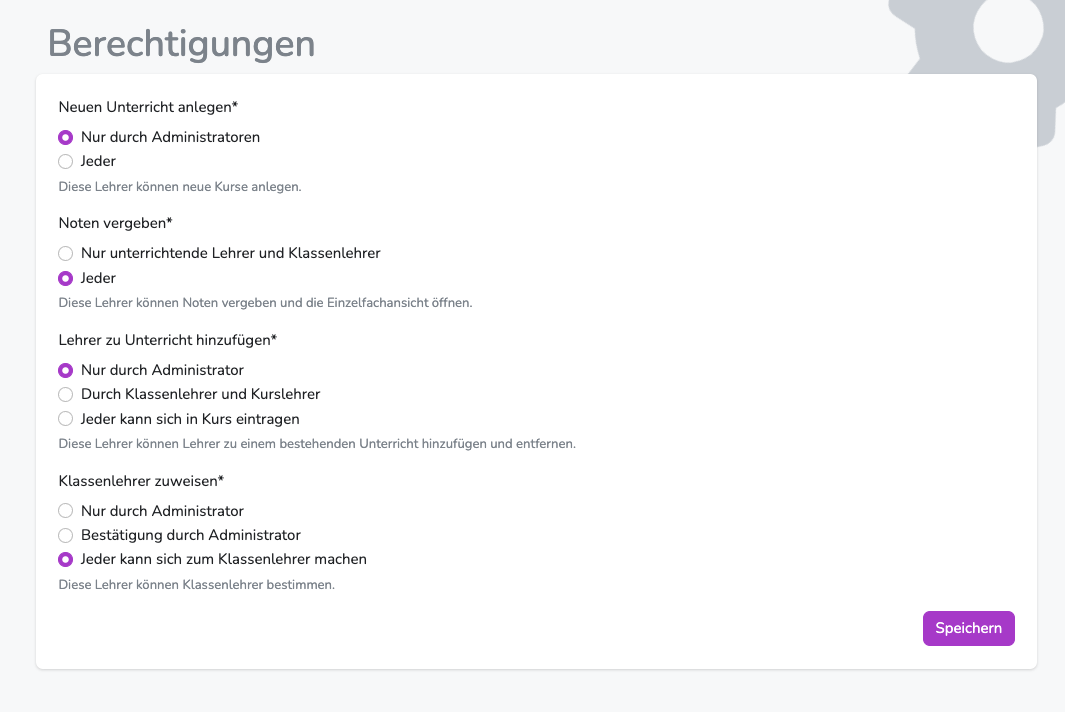 Berechtigungen
Neuen Unterricht anlegen*
Nur durch Administratoren
Jeder
Diese Lehrer können neue Kurse anlegen.
Noten vergeben*
Nur unterrichtende Lehrer und Klassenlehrer
Jeder
Diese Lehrer können Noten vergeben und die Einzelfachansicht öffnen.
Lehrer zu Unterricht hinzufügen*
Nur durch Administrator
Durch Klassenlehrer und Kurslehrer
Jeder kann sich in Kurs eintragen
Diese Lehrer können Lehrer zu einem bestehenden Unterricht hinzufügen und entfernen.
Klassenlehrer zuweisen*
Nur durch Administrator
Bestätigung durch Administrator
Jeder kann sich zum Klassenlehrer machen
Diese Lehrer können Klassenlehrer bestimmen.
Speichern